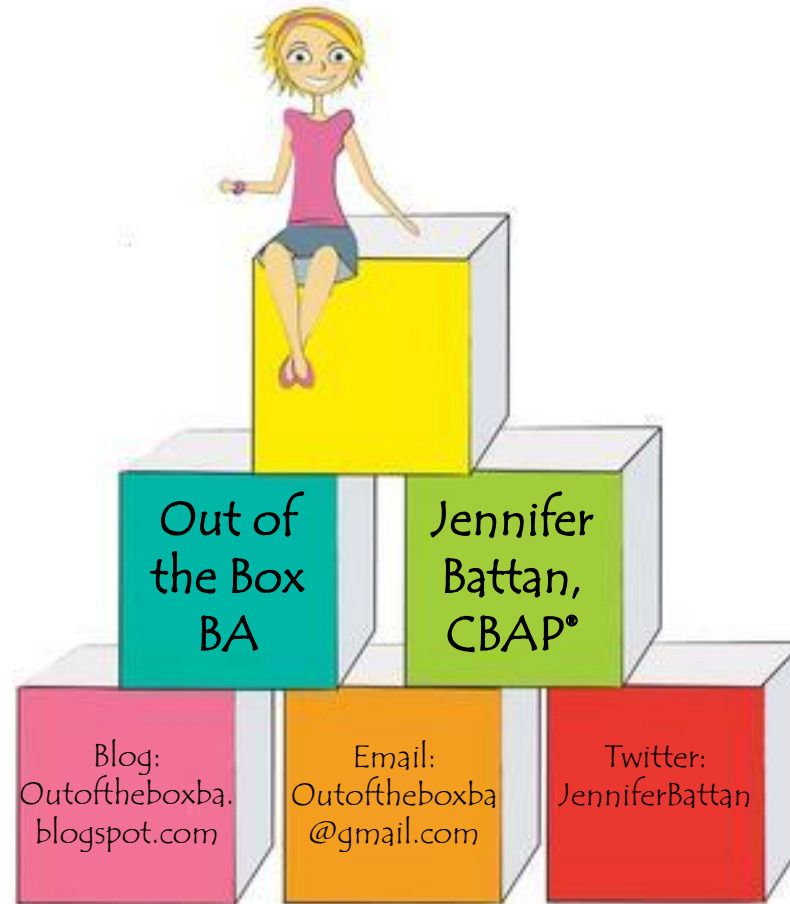 Out of
the Box
BA
Jennifer
Battan,
CBAP®
Blog:
Outoftheboxba.
blogspot.com
Email:
Outoftheboxba
@gmail.com
Twitter:
JenniferBattan